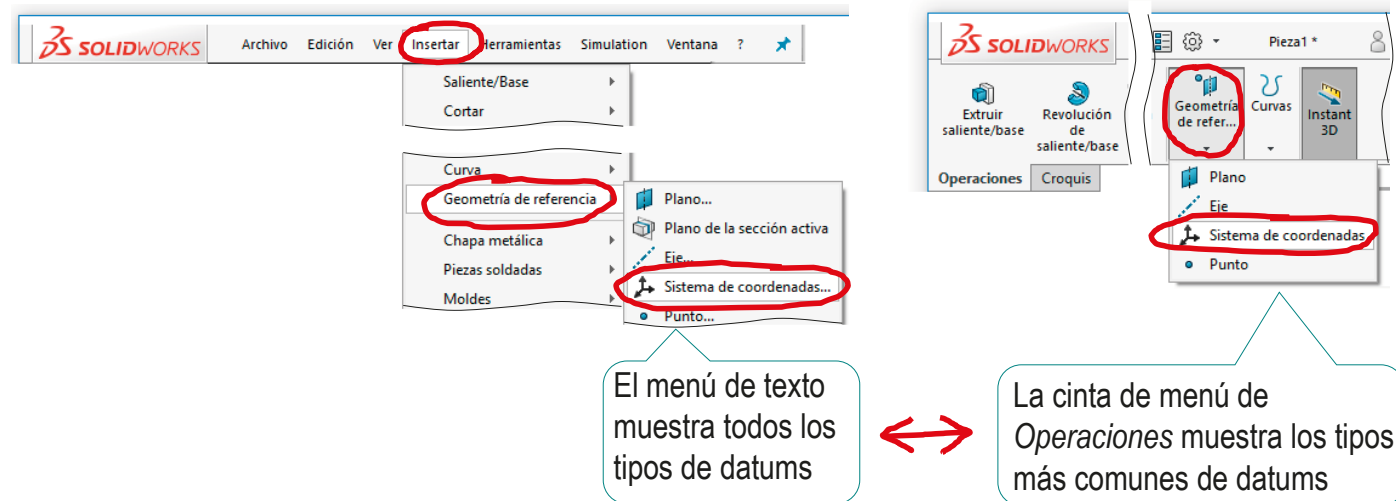 SOLIDWORKS Archivo Edición Ver Insertar Herramientas Simulation Ventana ?
Saliente/Base
Cortar
Curva
Geometría de referencia
Chapa metálica
Piezas soldadas
Moldes
Plano...
Plano de la sección activa
Eje...
Sistema de coordenadas...
Punto...
El menú de texto
muestra todos los
tipos de datums
SOLIDWORKS
Pieza1 *
Extruir
saliente/base
Revolución
de
saliente/base
Geometría
de refer...
Curvas
Instant
3D
Operaciones Croquis
Plano
Eje
Sistema de coordenadas
Punto
La cinta de menú de
Operaciones muestra los tipos
más comunes de datums